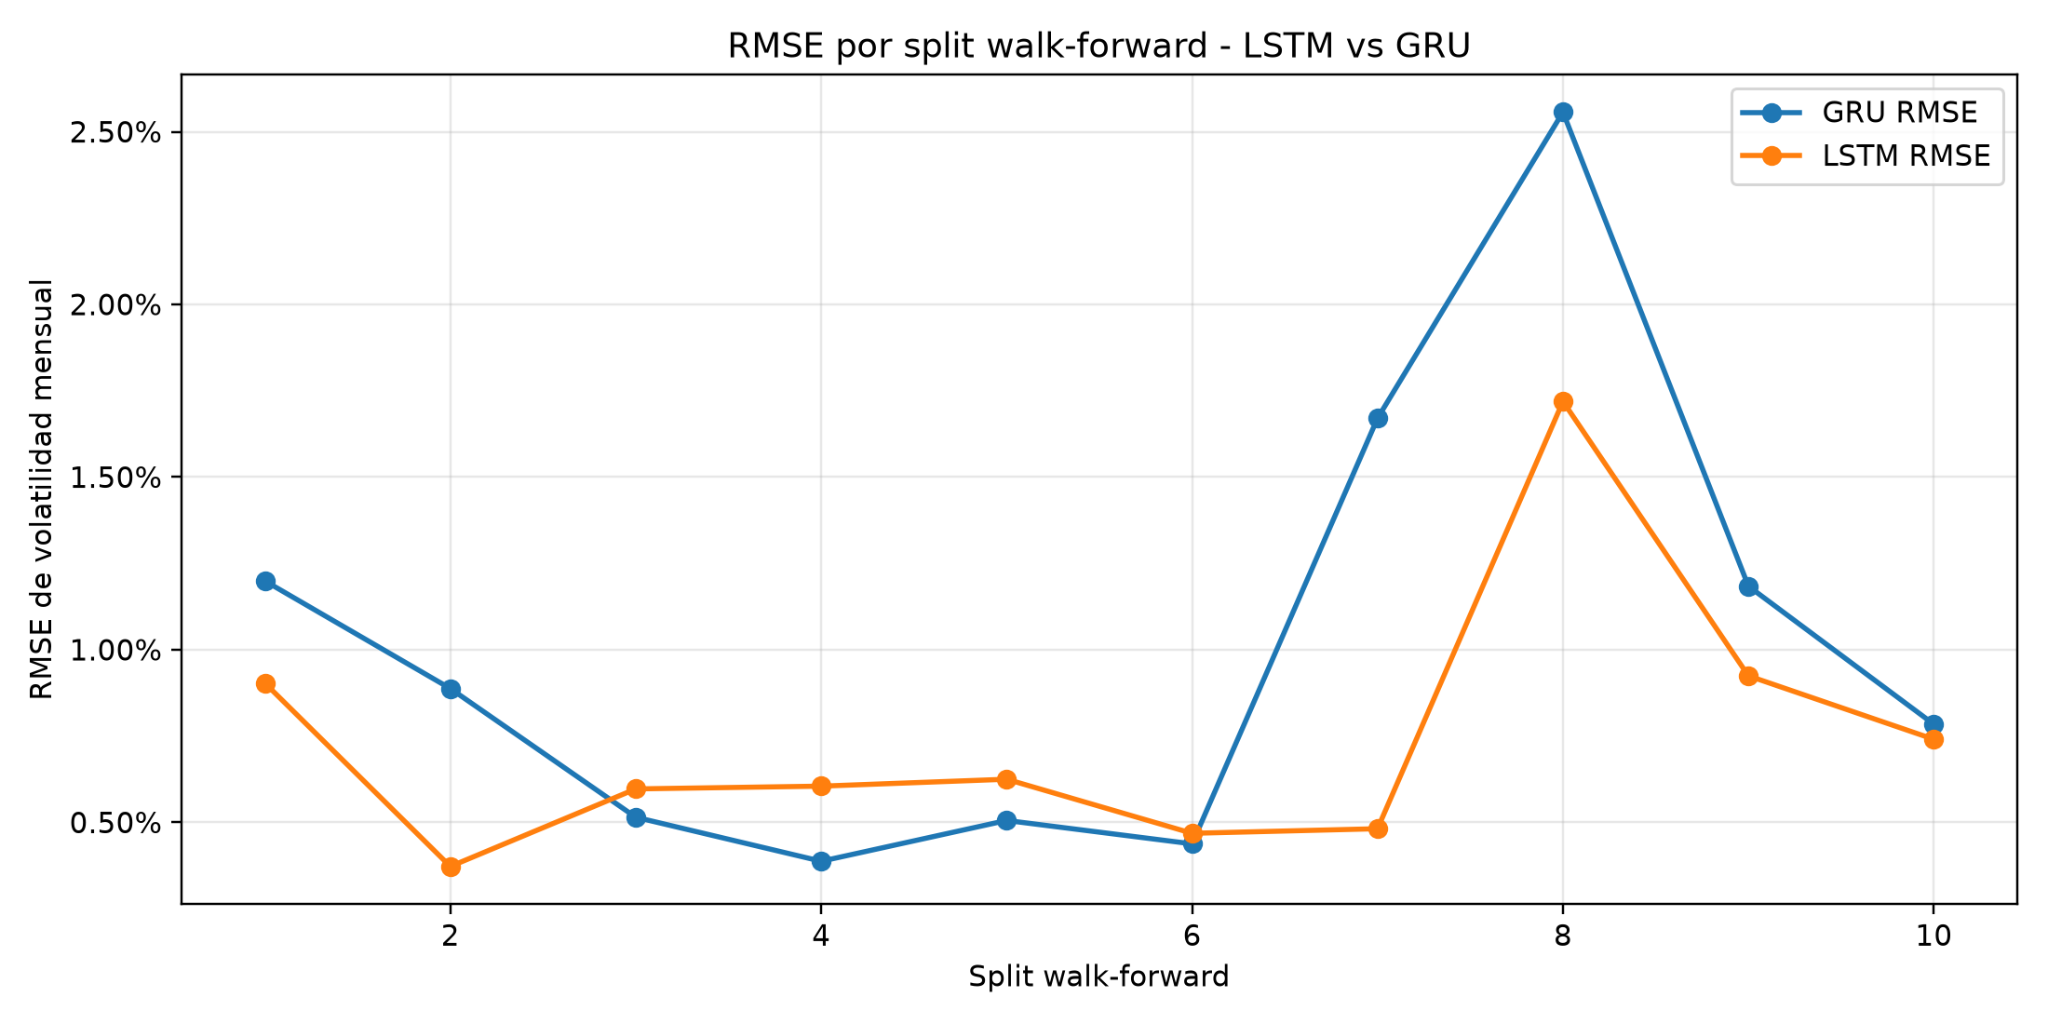 RMSE por split walk-forward - LSTM vs GRU
GRU RMSE
LSTM RMSE
RMSE de volatilidad mensual
2.50%
2.00%
1.50%
1.00%
0.50%
2 4 6 8 10
Split walk-forward